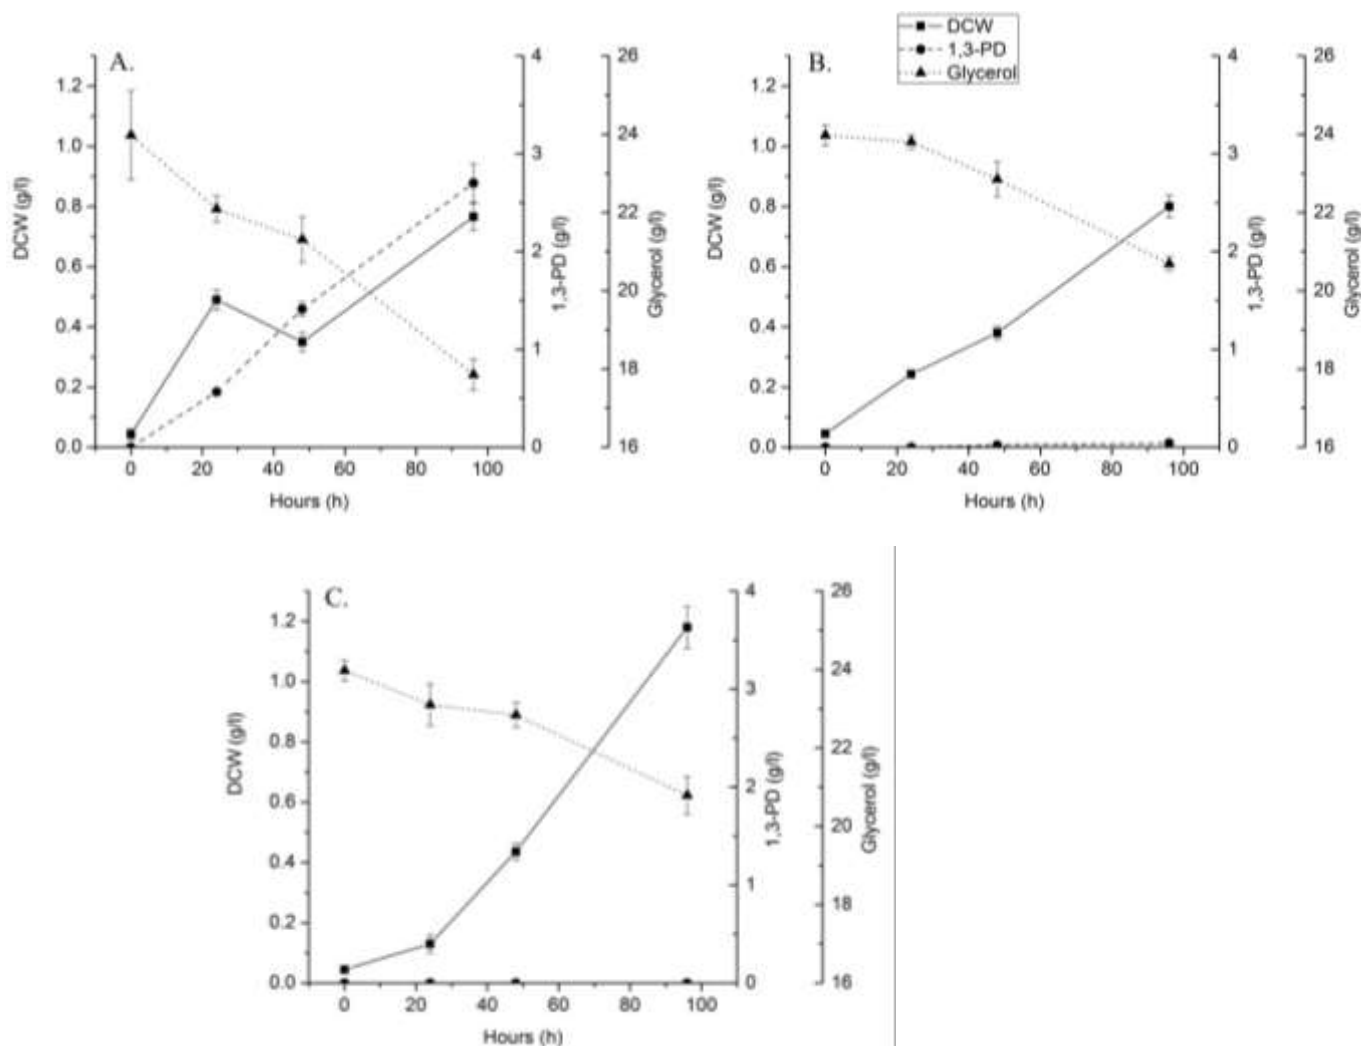 A.
1.2
1.0
0.8
0.6
0.4
0.2
0.0
DCW (g/l)
0 20 40 60 80 100
Hours (h)
4
3
2
1
0
1,3-PD (g/l)
26
24
22
20
18
16
Glycerol (g/l)
DCW
1,3-PD
Glycerol
B.
1.2
1.0
0.8
0.6
0.4
0.2
0.0
DCW (g/l)
0 20 40 60 80 100
Hours (h)
4
3
2
1
0
1,3-PD (g/l)
26
24
22
20
18
16
Glycerol (g/l)
C.
1.2
1.0
0.8
0.6
0.4
0.2
0.0
DCW (g/l)
0 20 40 60 80 100
Hours (h)
4
3
2
1
0
1,3-PD (g/l)
26
24
22
20
18
16
Glycerol (g/l)